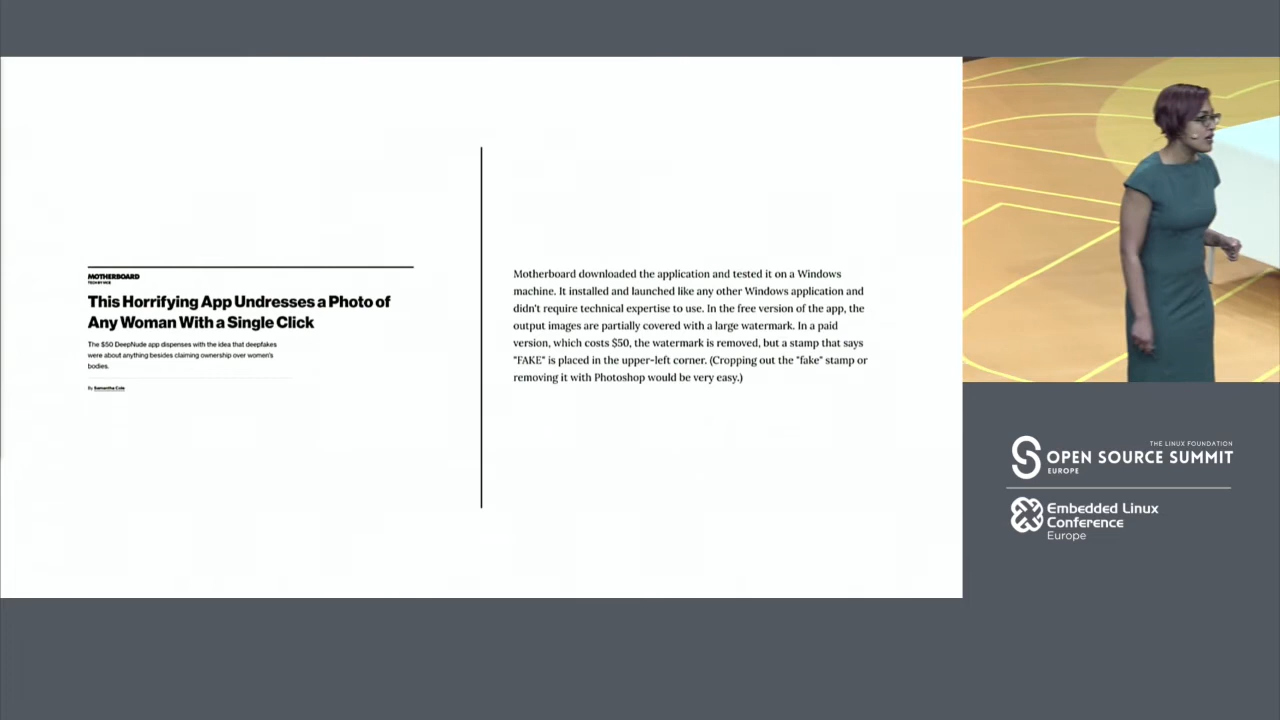 MOTHERBOARD
TECH BY VICE
This Horrifying App Undresses a Photo of
Any Woman With a Single Click
The $50 DeepNude app dispenses with the idea that deepfakes
were about anything besides claiming ownership over women's
bodies.
By Samantha Cole
Motherboard downloaded the application and tested it on a Windows
machine. It installed and launched like any other Windows application and
didn't require technical expertise to use. In the free version of the app, the
output images are partially covered with a large watermark. In a paid
version, which costs $50, the watermark is removed, but a stamp that says
"FAKE" is placed in the upper-left corner. (Cropping out the "fake" stamp or
removing it with Photoshop would be very easy.)
THE LINUX FOUNDATION
OPEN SOURCE SUMMIT
EUROPE
Embedded Linux
Conference
Europe